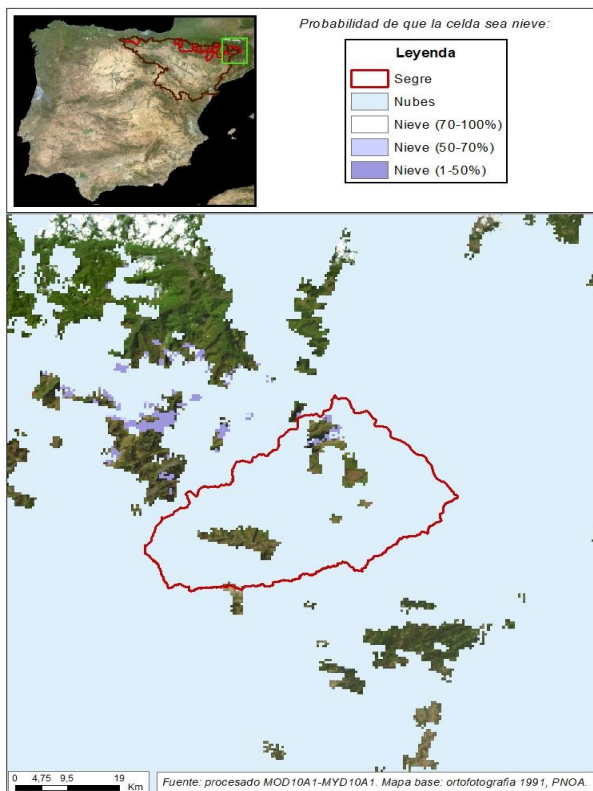 Probabilidad de que la celda sea nieve:
Leyenda
Segre
Nubes
Nieve (70-100%)
Nieve (50-70%)
Nieve (1-50%)
0 4,75 9,5 19
Km
Fuente: procesado MOD10A1-MYD10A1. Mapa base: ortofotografia 1991, PNOA.